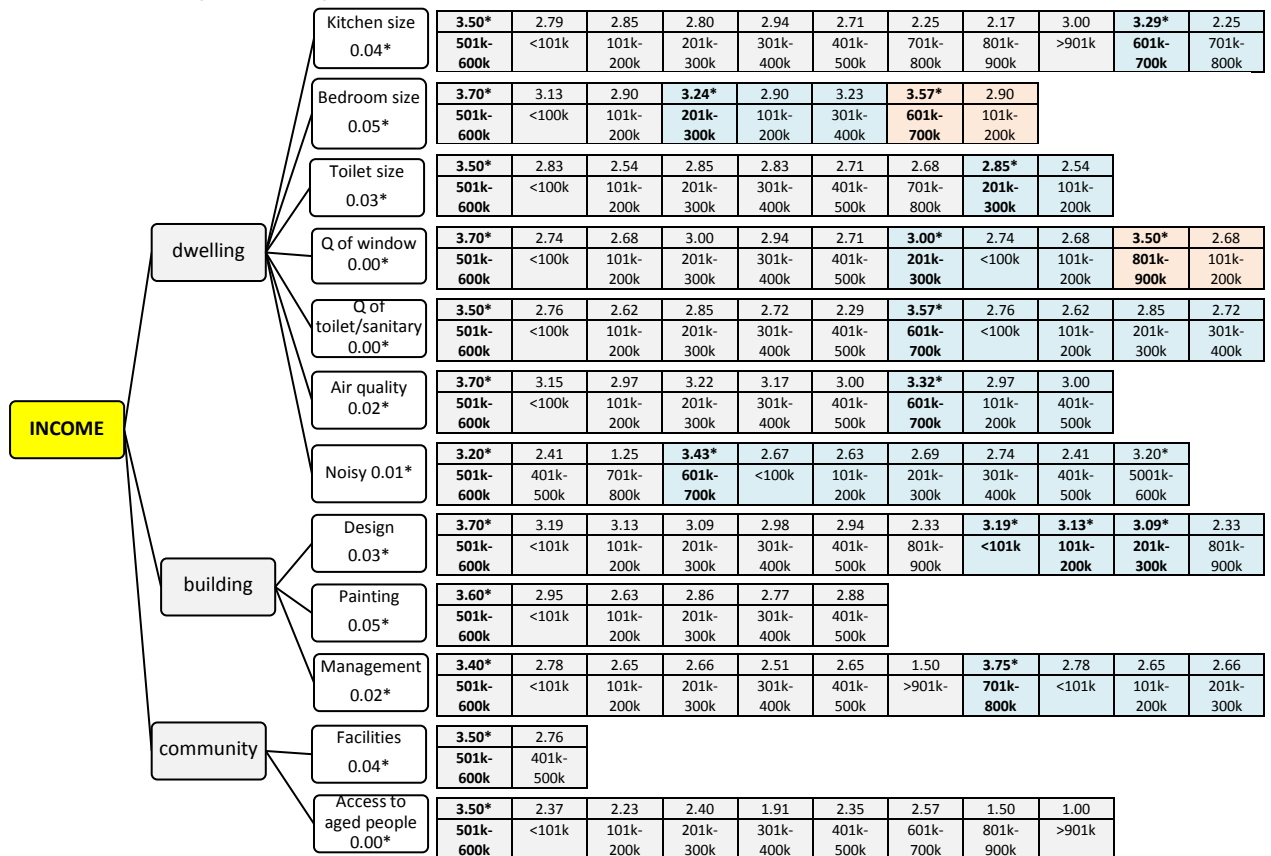 Kitchen size
0.04*
3.50* 2.79 2.85 2.80 2.94 2.71 2.25 2.17 3.00 3.29* 2.25
501k- <101k 101k- 201k- 301k- 401k- 701k- 801k- >901k 601k- 701k-
600k 200k 300k 400k 500k 800k 900k 700k 800k
Bedroom size
0.05*
3.70* 3.13 2.90 3.24* 2.90 3.23 3.57* 2.90
501k- <100k 101k- 201k- 101k- 301k- 601k- 101k-
600k 200k 300k 200k 400k 700k 200k
Toilet size
0.03*
3.50* 2.83 2.54 2.85 2.83 2.71 2.68 2.85* 2.54
501k- <100k 101k- 201k- 301k- 401k- 701k- 201k- 101k-
600k 200k 300k 400k 500k 800k 300k 200k
dwelling
Q of window
0.00*
3.70* 2.74 2.68 3.00 2.94 2.71 3.00* 2.74 2.68 3.50* 2.68
501k- <100k 101k- 201k- 301k- 401k- 201k- <100k 101k- 801k- 101k-
600k 200k 300k 400k 500k 300k 200k 900k 200k
Q of
toilet/sanitary
0.00*
3.50* 2.76 2.62 2.85 2.72 2.29 3.57* 2.76 2.62 2.85 2.72
501k- <100k 101k- 201k- 301k- 401k- 601k- <100k 101k- 201k- 301k-
600k 200k 300k 400k 500k 700k 200k 300k 400k
Air quality
0.02*
3.70* 3.15 2.97 3.22 3.17 3.00 3.32* 2.97 3.00
501k- <100k 101k- 201k- 301k- 401k- 601k- 101k- 401k-
600k 200k 300k 400k 500k 700k 200k 500k
INCOME
Noisy 0.01*
3.20* 2.41 1.25 3.43* 2.67 2.63 2.69 2.74 2.41 3.20*
501k- 401k- 701k- 601k- <100k 101k- 201k- 301k- 401k- 5001k-
600k 500k 800k 700k 200k 300k 400k 500k 600k
Design
0.03*
3.70* 3.19 3.13 3.09 2.98 2.94 2.33 3.19* 3.13* 3.09* 2.33
501k- <101k 101k- 201k- 301k- 401k- 801k- <101k 101k- 201k- 801k-
600k 200k 300k 400k 500k 900k 200k 300k 900k
building
Painting
0.05*
3.60* 2.95 2.63 2.86 2.77 2.88
501k- <101k 101k- 201k- 301k- 401k-
600k 200k 300k 400k 500k
Management
0.02*
3.40* 2.78 2.65 2.66 2.51 2.65 1.50 3.75* 2.78 2.65 2.66
501k- <101k 101k- 201k- 301k- 401k- >901k- 701k- <101k 101k- 201k-
600k 200k 300k 400k 500k 800k 200k 300k
community
Facilities
0.04*
3.50* 2.76
501k- 401k-
600k 500k
Access to
aged people
0.00*
3.50* 2.37 2.23 2.40 1.91 2.35 2.57 1.50 1.00
501k- <101k 101k- 201k- 301k- 401k- 601k- 801k- >901k
600k 200k 300k 400k 500k 700k 900k